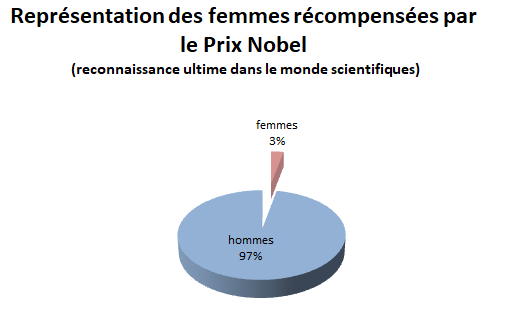 Représentation des femmes récompensées par
le Prix Nobel
(reconnaissance ultime dans le monde scientifiques)
femmes
3%
hommes
97%